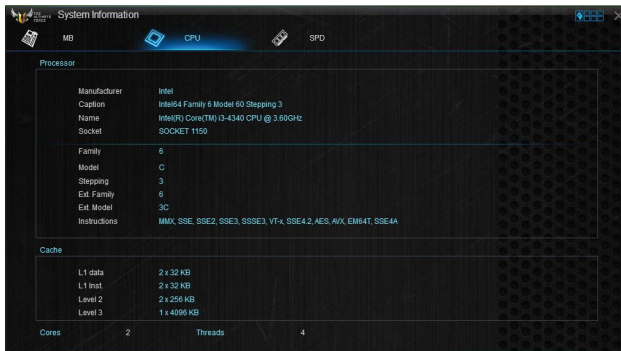 THE ULTIMATE FORCE System Information
MB CPU SPD
Processor
Manufacturer Intel
Caption Intel64 Family 6 Model 60 Stepping 3
Name Intel(R) Core(TM) i3-4340 CPU @ 3.60GHz
Socket SOCKET 1150
Family 6
Model C
Stepping 3
Ext. Family 6
Ext. Model 3C
Instructions MMX, SSE, SSE2, SSE3, SSSE3, VT-x, SSE4.2, AES, AVX, EM64T, SSE4A
Cache
L1 data 2 x 32 KB
L1 Inst. 2 x 32 KB
Level 2 2 x 256 KB
Level 3 1 x 4096 KB
Cores 2 Threads 4